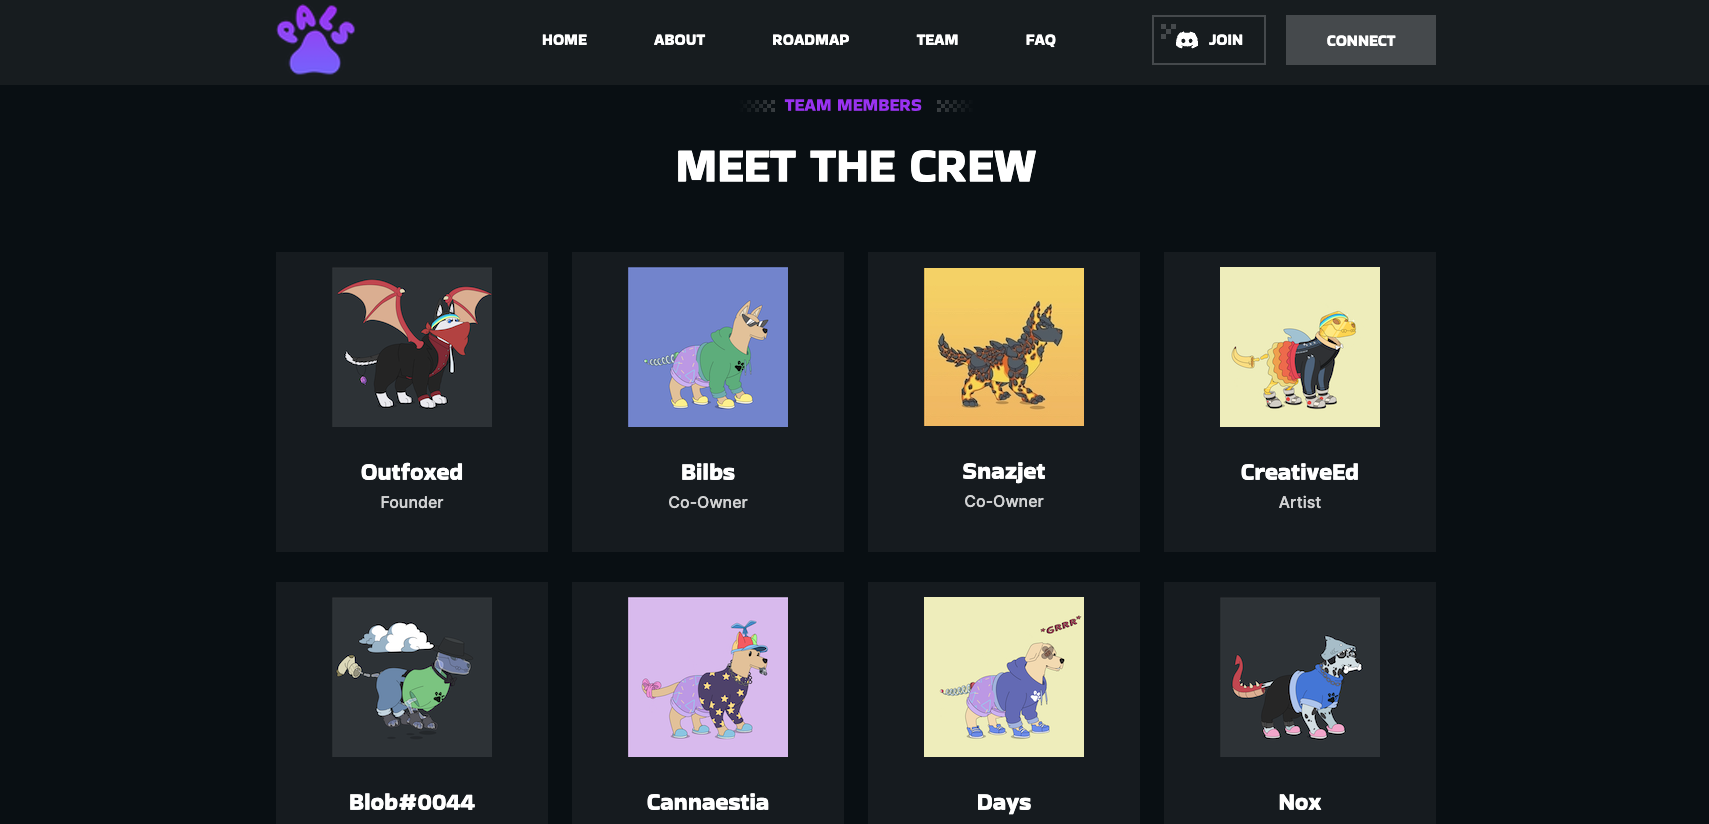 PALS
HOME ABOUT ROADMAP TEAM FAQ JOIN CONNECT
TEAM MEMBERS
MEET THE CREW
Outfoxed Bilbs Snazjet CreativeEd
Founder Co-Owner Co-Owner Artist
*GRRR*
Blob#0044 Cannaestia Days Nox